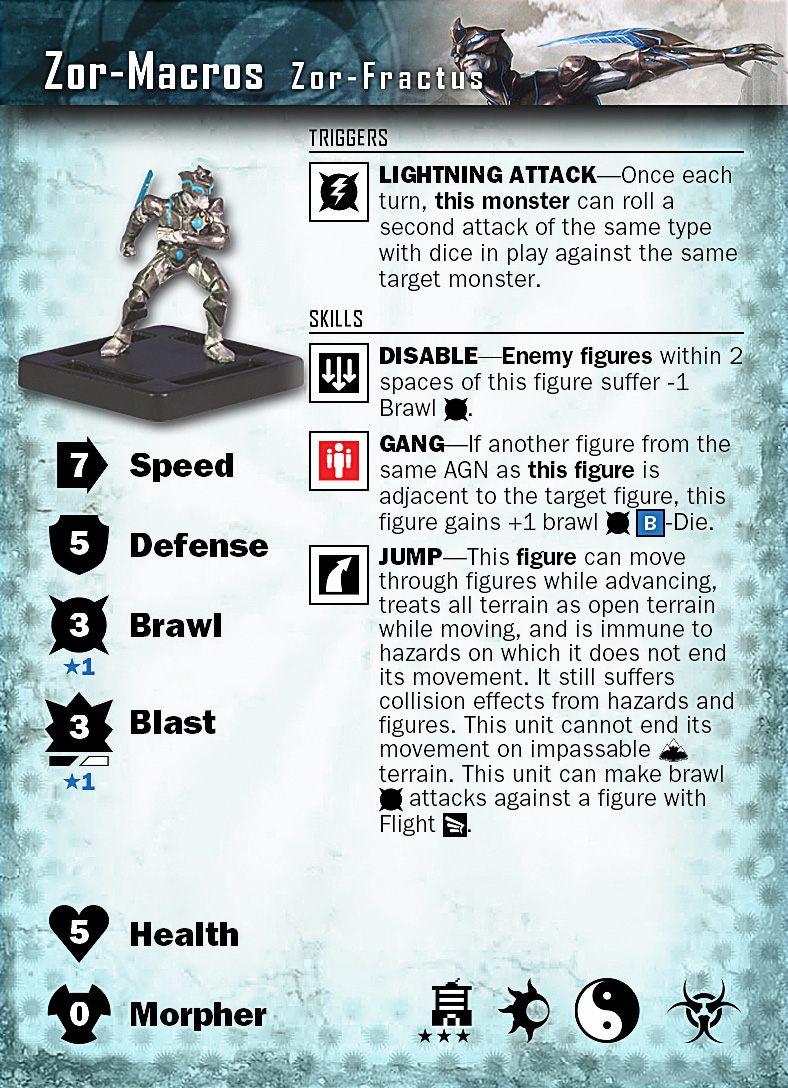 Zor-Macros Zor-Fractus
TRIGGERS
LIGHTNING ATTACK—Once each
turn, this monster can roll a
second attack of the same type
with dice in play against the same
target monster.
SKILLS
DISABLE—Enemy figures within 2
spaces of this figure suffer -1
Brawl .
GANG—If another figure from the
same AGN as this figure is
adjacent to the target figure, this
figure gains +1 brawl B-Die.
JUMP—This figure can move
through figures while advancing,
treats all terrain as open terrain
while moving, and is immune to
hazards on which it does not end
its movement. It still suffers
collision effects from hazards and
figures. This unit cannot end its
movement on impassable
terrain. This unit can make brawl
attacks against a figure with
Flight .
7 Speed
5 Defense
3 Brawl
★1
3 Blast
★1
5 Health
0 Morpher
★★★